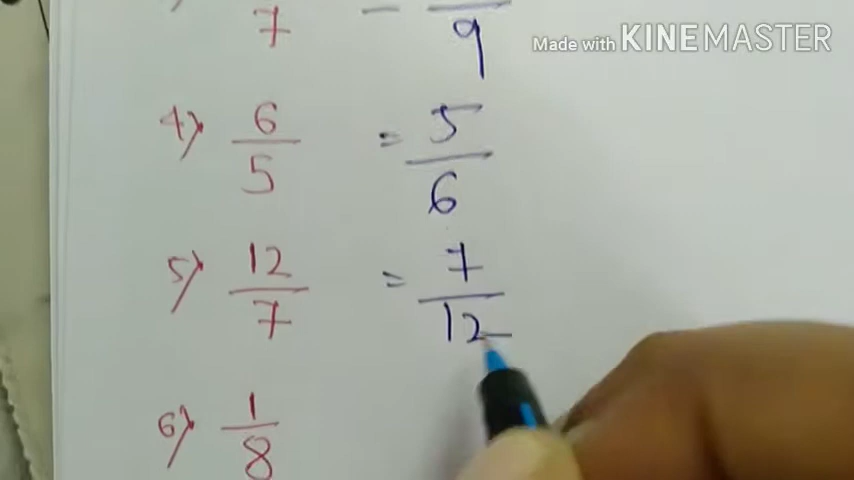 7 = 9
Made with KINEMASTER
4) 6/5 = 5/6
5) 12/7 = 7/12
6) 1/8